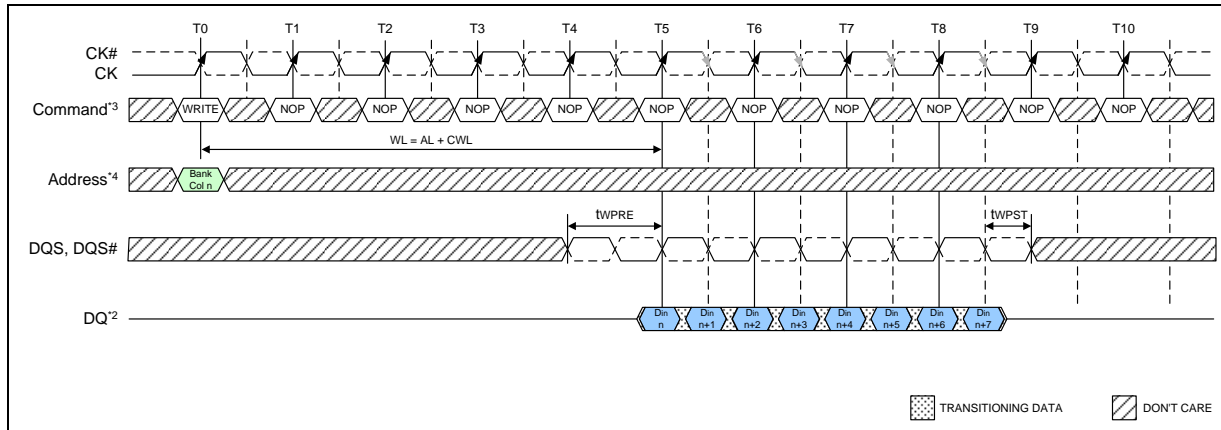 T0 T1 T2 T3 T4 T5 T6 T7 T8 T9 T10
CK#
CK
Command*3 WRITE NOP NOP NOP NOP NOP NOP NOP NOP NOP NOP
WL = AL + CWL
Address*4 Bank Col n
tWPRE tWPST
DQS, DQS#
DQ*2 Din n Din n+1 Din n+2 Din n+3 Din n+4 Din n+5 Din n+6 Din n+7
TRANSITIONING DATA DON'T CARE